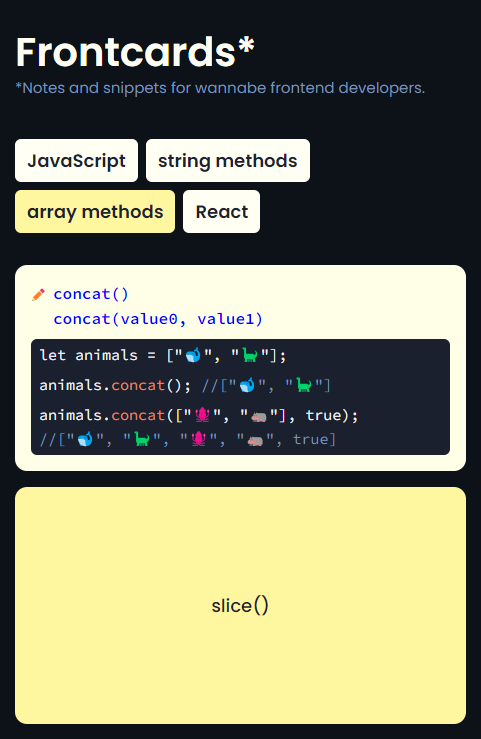 Frontcards*
*Notes and snippets for wannabe frontend developers.
JavaScript
string methods
array methods
React
✏️ concat()
concat(value0, value1)
let animals = ["🐳", "🦕"];
animals.concat(); //["🐳", "🦕"]
animals.concat(["🐙", "🦛"], true);
//["🐳", "🦕", "🐙", "🦛", true]
slice()